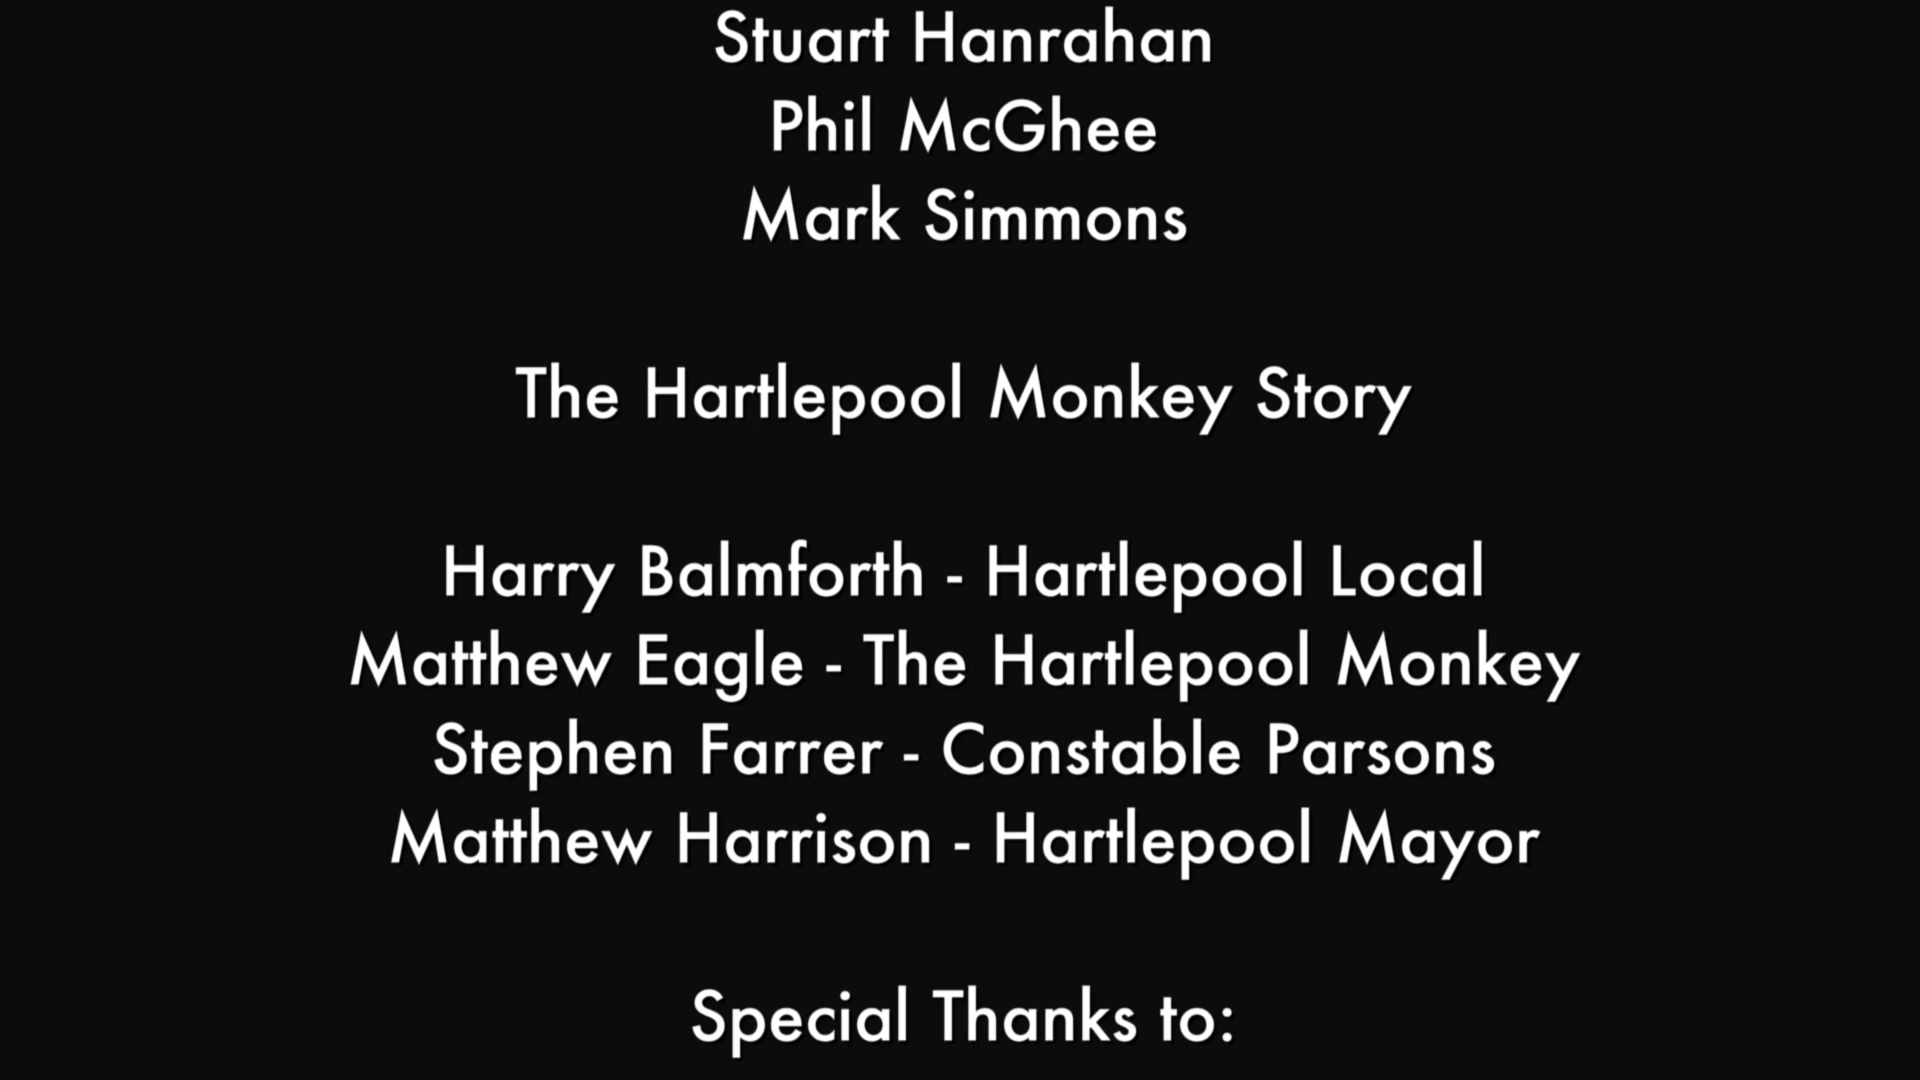 Stuart Hanrahan
Phil McGhee
Mark Simmons
The Hartlepool Monkey Story
Harry Balmforth - Hartlepool Local
Matthew Eagle - The Hartlepool Monkey
Stephen Farrer - Constable Parsons
Matthew Harrison - Hartlepool Mayor
Special Thanks to: